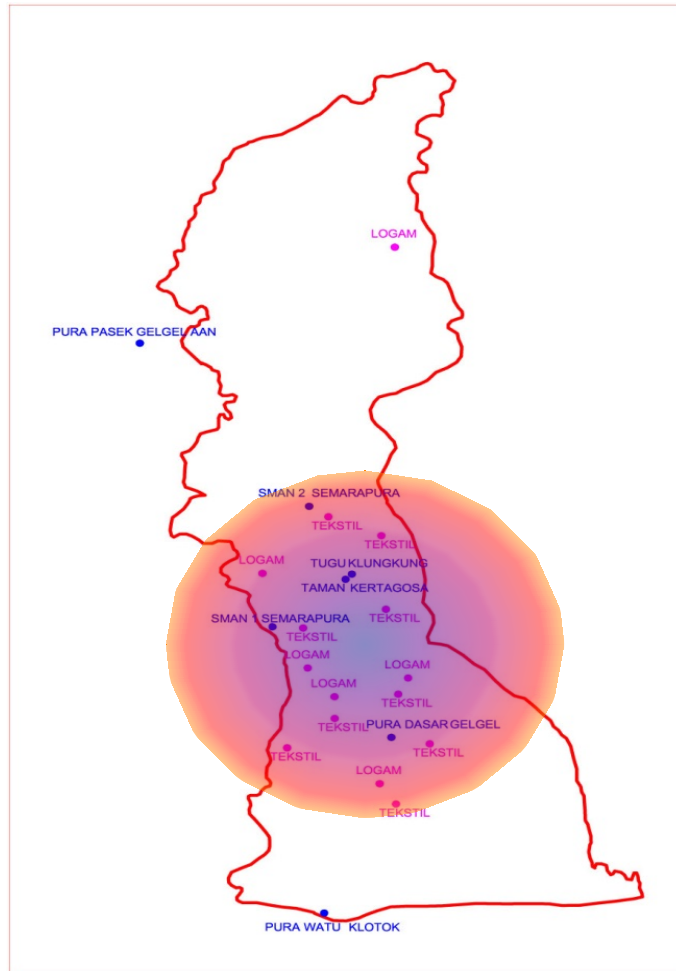 LOGAM
PURA PASEK GELGEL AAN
SMAN 2 SEMARAPURA
TEKSTIL
TEKSTIL
TUGU KLUNGKUNG
LOGAM
TAMAN KERTAGOSA
SMAN 1 SEMARAPURA
TEKSTIL
TEKSTIL
LOGAM
LOGAM
LOGAM
TEKSTIL
TEKSTIL
PURA DASAR GELGEL
TEKSTIL
TEKSTIL
LOGAM
TEKSTIL
PURA WATU KLOTOK